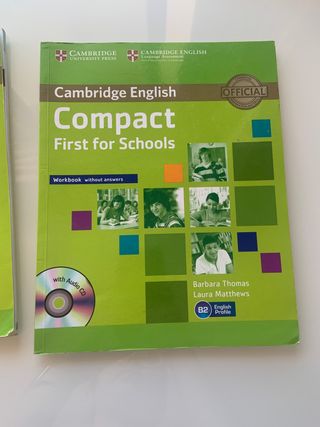 CAMBRIDGE
UNIVERSITY PRESS
CAMBRIDGE ENGLISH
Language Assessment
OFFICIAL
Cambridge English
Compact
First for Schools
Workbook without answers
with Audio CD
Barbara Thomas
Laura Matthews
B2 English
Profile